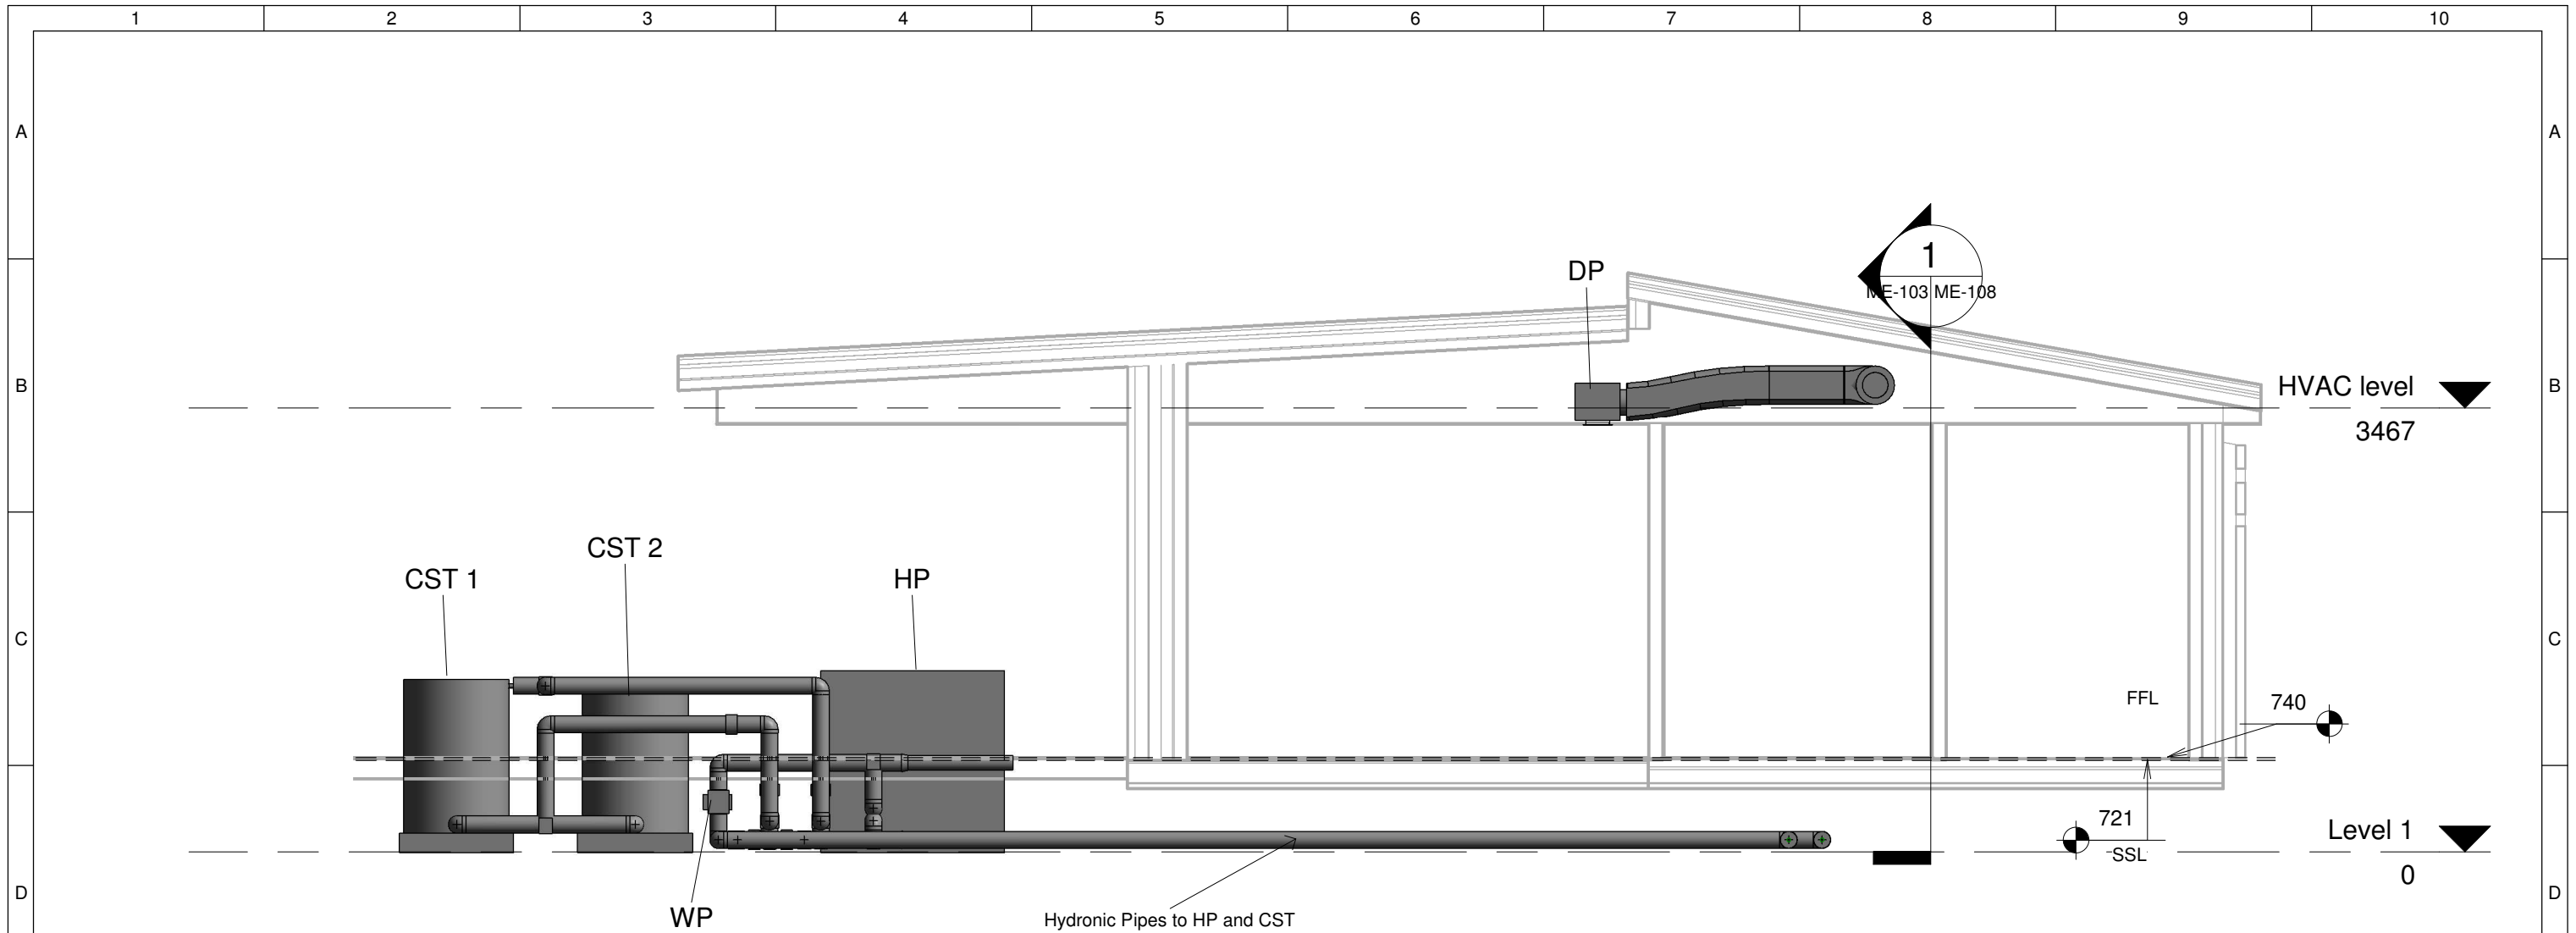 1 2 3 4 5 6 7 8 9 10
A A
1
ME-103 ME-108
DP
B B
HVAC level
3467
CST 2
CST 1 HP
C C
FFL 740
721
Level 1
SSL
0
D D
WP
Hydronic Pipes to HP and CST